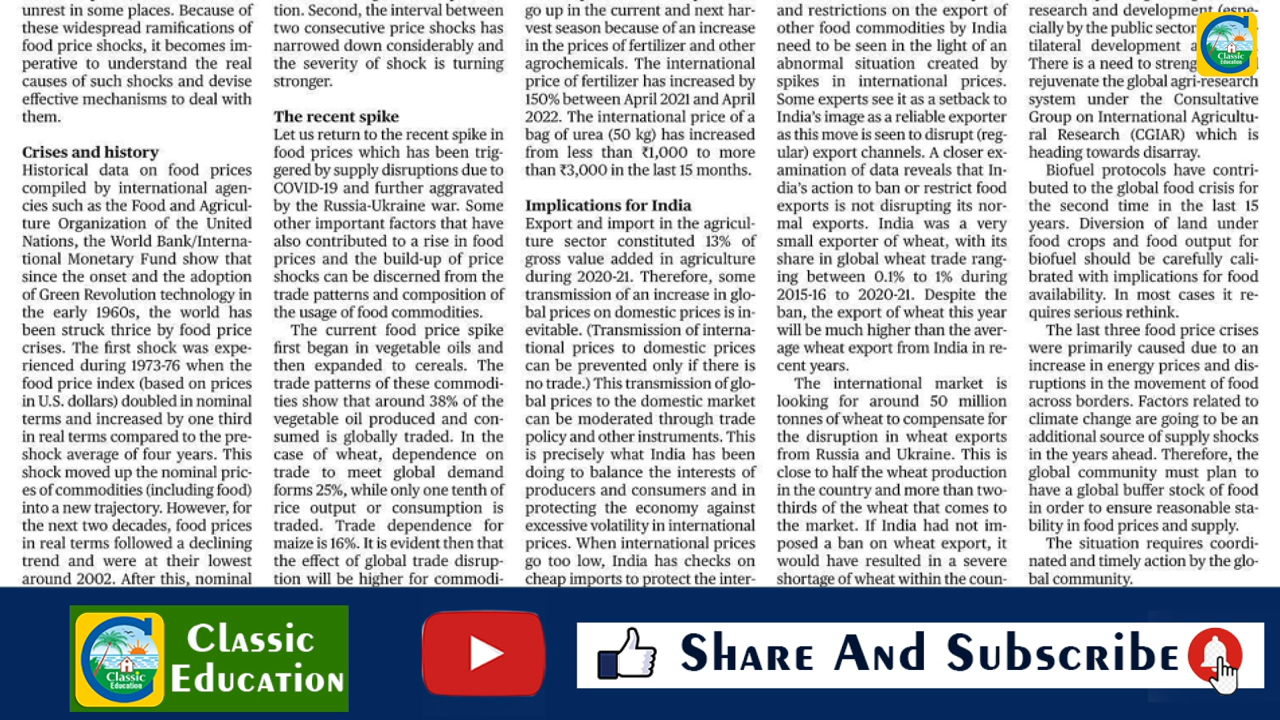 unrest in some places. Because of
these widespread ramifications of
food price shocks, it becomes im-
perative to understand the real
causes of such shocks and devise
effective mechanisms to deal with
them.
Crises and history
Historical data on food prices
compiled by international agen-
cies such as the Food and Agricul-
ture Organization of the United
Nations, the World Bank/Interna-
tional Monetary Fund show that
since the onset and the adoption
of Green Revolution technology in
the early 1960s, the world has
been struck thrice by food price
crises. The first shock was expe-
rienced during 1973-76 when the
food price index (based on prices
in U.S. dollars) doubled in nominal
terms and increased by one third
in real terms compared to the pre-
shock average of four years. This
shock moved up the nominal pric-
es of commodities (including food)
into a new trajectory. However, for
the next two decades, food prices
in real terms followed a declining
trend and were at their lowest
around 2002. After this, nominal
tion. Second, the interval between
two consecutive price shocks has
narrowed down considerably and
the severity of shock is turning
stronger.
The recent spike
Let us return to the recent spike in
food prices which has been trig-
gered by supply disruptions due to
COVID-19 and further aggravated
by the Russia-Ukraine war. Some
other important factors that have
also contributed to a rise in food
prices and the build-up of price
shocks can be discerned from the
trade patterns and composition of
the usage of food commodities.
The current food price spike
first began in vegetable oils and
then expanded to cereals. The
trade patterns of these commodi-
ties show that around 38% of the
vegetable oil produced and con-
sumed is globally traded. In the
case of wheat, dependence on
trade to meet global demand
forms 25%, while only one tenth of
rice output or consumption is
traded. Trade dependence for
maize is 16%. It is evident then that
the effect of global trade disrup-
tion will be higher for commodi-
go up in the current and next har-
vest season because of an increase
in the prices of fertilizer and other
agrochemicals. The international
price of fertilizer has increased by
150% between April 2021 and April
2022. The international price of a
bag of urea (50 kg) has increased
from less than ₹1,000 to more
than ₹3,000 in the last 15 months.
Implications for India
Export and import in the agricul-
ture sector constituted 13% of
gross value added in agriculture
during 2020-21. Therefore, some
transmission of an increase in glo-
bal prices on domestic prices is in-
evitable. (Transmission of interna-
tional prices to domestic prices
can be prevented only if there is
no trade.) This transmission of glo-
bal prices to the domestic market
can be moderated through trade
policy and other instruments. This
is precisely what India has been
doing to balance the interests of
producers and consumers and in
protecting the economy against
excessive volatility in international
prices. When international prices
go too low, India has checks on
cheap imports to protect the inter-
and restrictions on the export of
other food commodities by India
need to be seen in the light of an
abnormal situation created by
spikes in international prices.
Some experts see it as a setback to
India's image as a reliable exporter
as this move is seen to disrupt (reg-
ular) export channels. A closer ex-
amination of data reveals that In-
dia's action to ban or restrict food
exports is not disrupting its nor-
mal exports. India was a very
small exporter of wheat, with its
share in global wheat trade rang-
ing between 0.1% to 1% during
2015-16 to 2020-21. Despite the
ban, the export of wheat this year
will be much higher than the aver-
age wheat export from India in re-
cent years.
The international market is
looking for around 50 million
tonnes of wheat to compensate for
the disruption in wheat exports
from Russia and Ukraine. This is
close to half the wheat production
in the country and more than two-
thirds of the wheat that comes to
the market. If India had not im-
posed a ban on wheat export, it
would have resulted in a severe
shortage of wheat within the coun-
research and development (espe-
cially by the public sector
tilateral development
There is a need to
rejuvenate the global agri-research
system under the Consultative
Group on International Agricultu-
ral Research (CGIAR) which is
heading towards disarray.
Biofuel protocols have contri-
buted to the global food crisis for
the second time in the last 15
years. Diversion of land under
food crops and food output for
biofuel should be carefully cali-
brated with implications for food
availability. In most cases it re-
quires serious rethink.
The last three food price crises
were primarily caused due to an
increase in energy prices and dis-
ruptions in the movement of food
across borders. Factors related to
climate change are going to be an
additional source of supply shocks
in the years ahead. Therefore, the
global community must plan to
have a global buffer stock of food
in order to ensure reasonable sta-
bility in food prices and supply.
The situation requires coordi-
nated and timely action by the glo-
bal community.
Classic
Education
Classic
Education
Classic
Education
Share And Subscribe